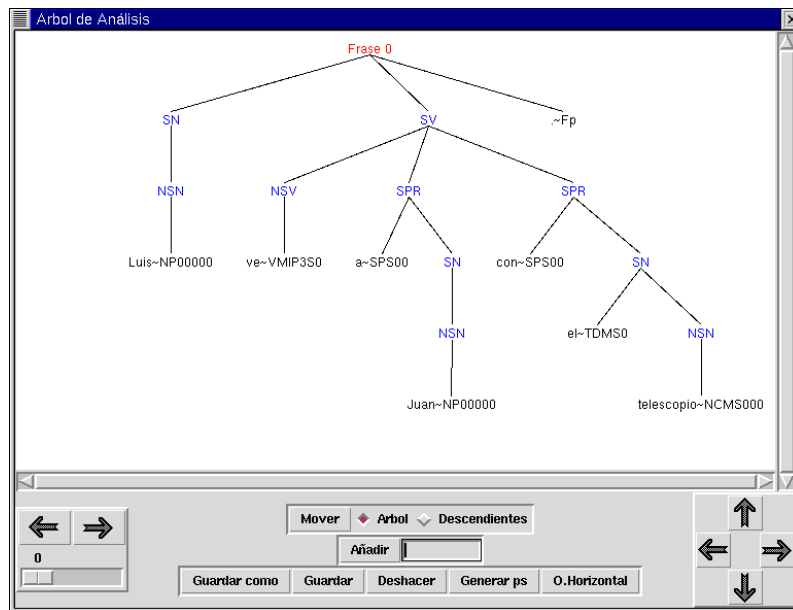 Arbol de Análisis
Frase 0
SN SV .~Fp
NSN NSV SPR SPR
Luis~NP00000 ve~VMIP3S0 a~SPS00 SN con~SPS00 SN
NSN el~TDMS0 NSN
Juan~NP00000 telescopio~NCMS000
Mover Arbol Descendientes
0 Añadir
Guardar como Guardar Deshacer Generar ps O.Horizontal